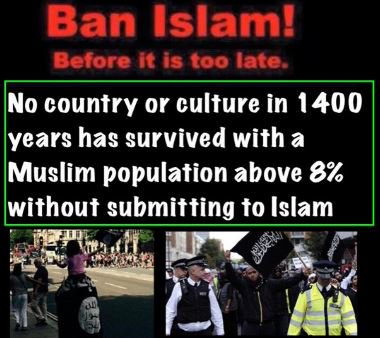 Ban Islam!
Before it is too late.
No country or culture in 1400
years has survived with a
Muslim population above 8%
without submitting to Islam